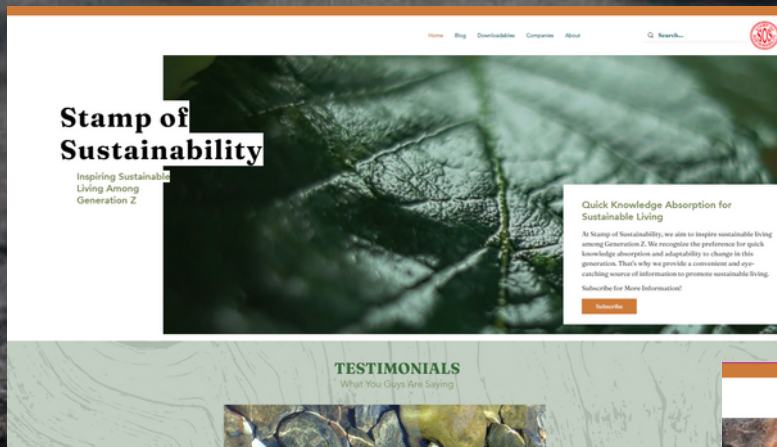 Home Blog Downloadables Companies About
Search...
SOS
Stamp of
Sustainability
Inspiring Sustainable
Living Among
Generation Z
Quick Knowledge Absorption for
Sustainable Living
At Stamp of Sustainability, we aim to inspire sustainable living
among Generation Z. We recognize the preference for quick
knowledge absorption and adaptability to change in this
generation. That's why we provide a convenient and eye-
catching source of information to promote sustainable living.
Subscribe for More Information!
Subscribe
TESTIMONIALS
What You Guys Are Saying